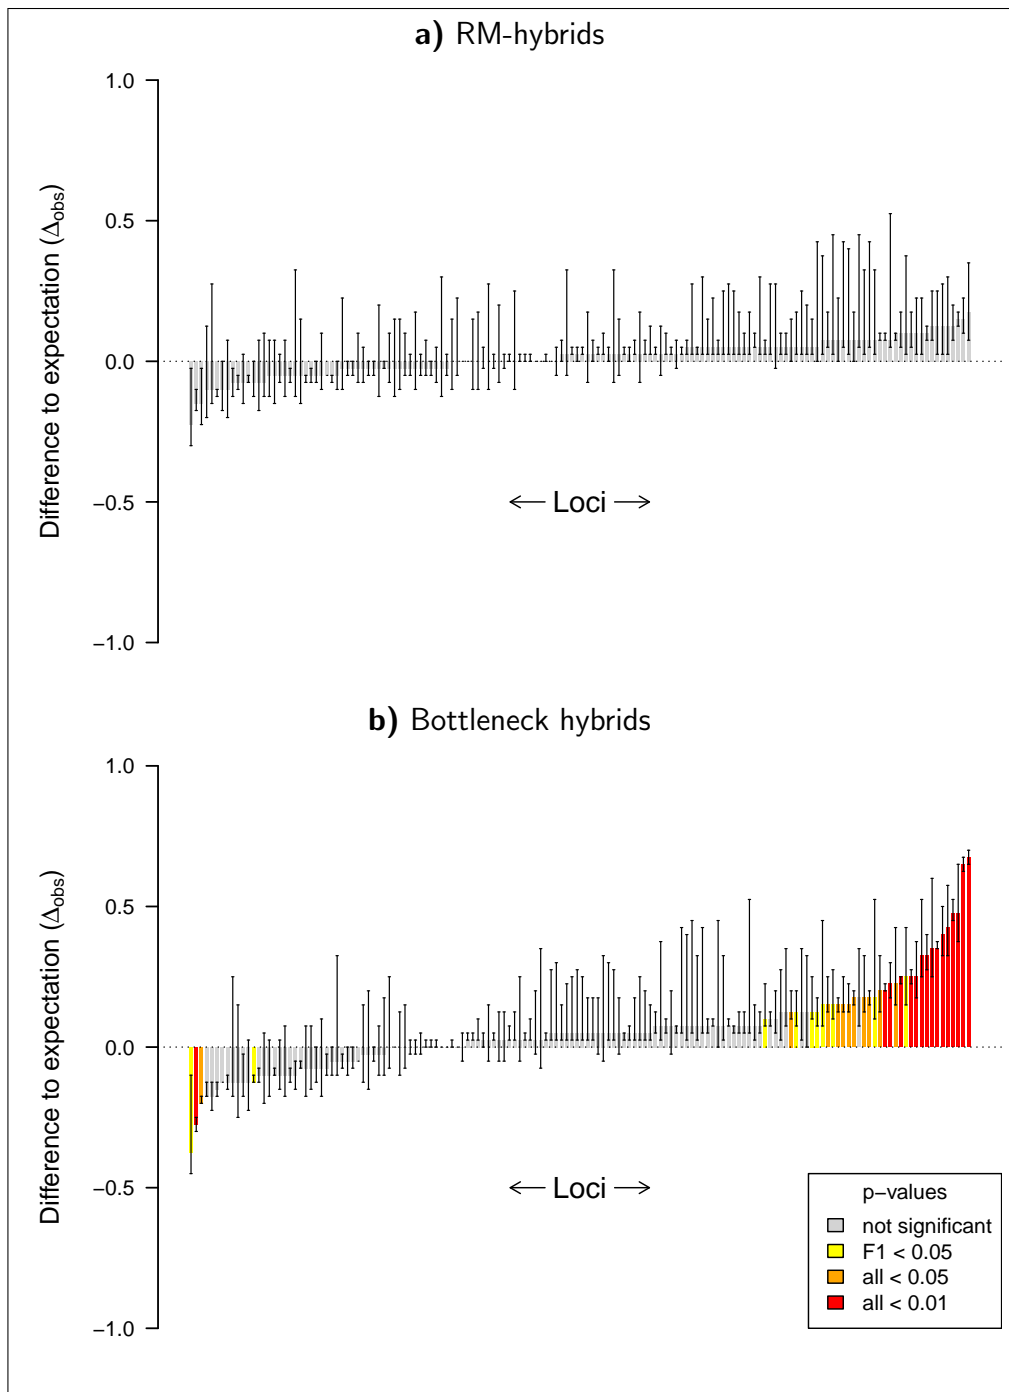 a) RM-hybrids
Difference to expectation (Δobs)
1.0
0.5
0.0
−0.5
−1.0
Loci
b) Bottleneck hybrids
Difference to expectation (Δobs)
1.0
0.5
0.0
−0.5
−1.0
Loci
p−values
not significant
F1 < 0.05
all < 0.05
all < 0.01